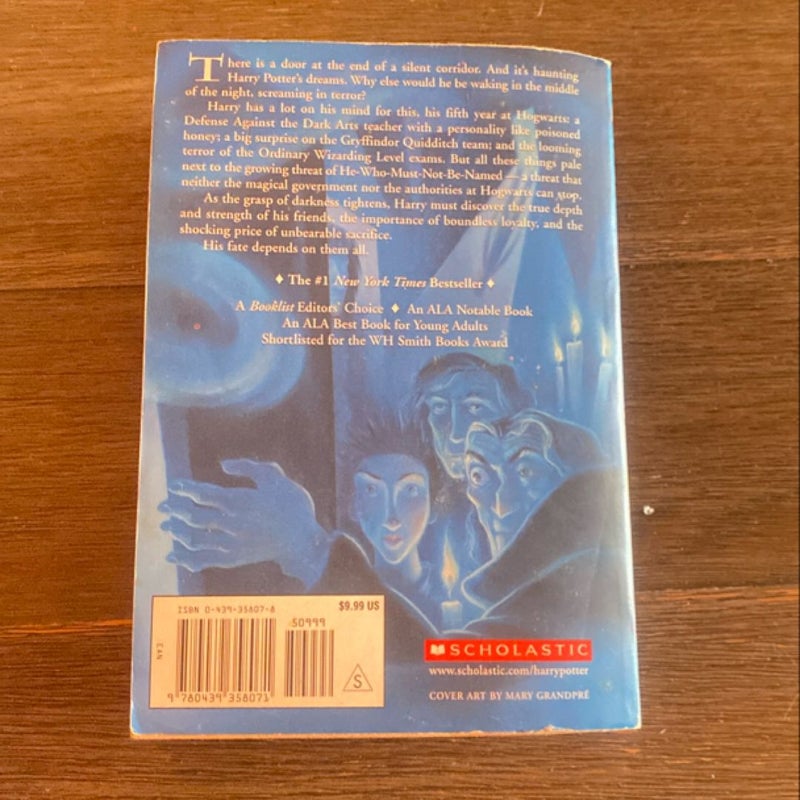 There is a door at the end of a silent corridor. And it's haunting
Harry Potter's dreams. Why else would he be waking in the middle
of the night, screaming in terror?
Harry has a lot on his mind for this, his fifth year at Hogwarts: a
Defense Against the Dark Arts teacher with a personality like poisoned
honey; a big surprise on the Gryffindor Quidditch team; and the looming
terror of the Ordinary Wizarding Level exams. But all these things pale
next to the growing threat of He-Who-Must-Not-Be-Named — a threat that
neither the magical government nor the authorities at Hogwarts can stop.
As the grasp of darkness tightens, Harry must discover the true depth
and strength of his friends, the importance of boundless loyalty, and the
shocking price of unbearable sacrifice.
His fate depends on them all.
♦ The #1 New York Times Bestseller ♦
A Booklist Editors' Choice ♦ An ALA Notable Book
An ALA Best Book for Young Adults
Shortlisted for the WH Smith Books Award
ISBN 0-439-35807-8
$9.99 US
50999
EAN
9 780439 358071
S
SCHOLASTIC
www.scholastic.com/harrypotter
COVER ART BY MARY GRANDPRÉ